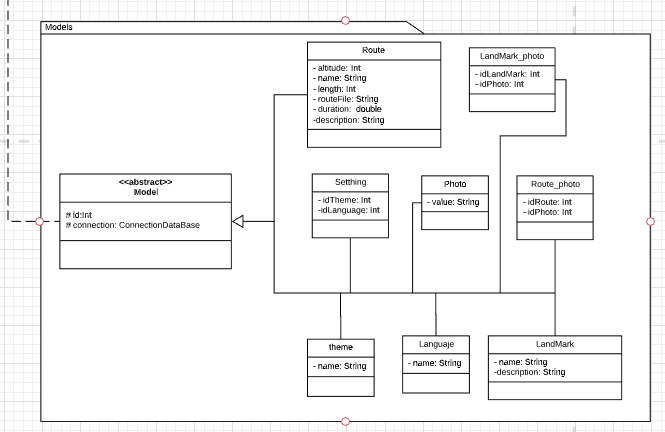 Models
Route
- altitude: Int
- name: String
- length: Int
- routeFile: String
- duration: double
-description: String
LandMark_photo
- idLandMark: Int
- idPhoto: Int
<<abstract>>
Model
# id:Int
# connection: ConnectionDataBase
Setthing
- idTheme: Int
-idLanguage: Int
Photo
- value: String
Route_photo
- idRoute: Int
- idPhoto: Int
theme
- name: String
Languaje
- name: String
LandMark
- name: String
-description: String